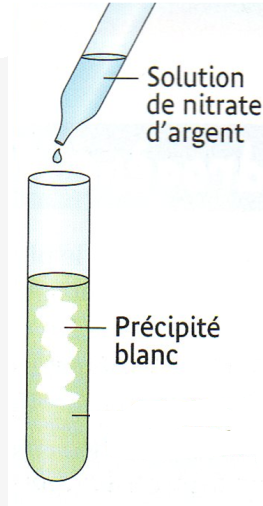 Solution
de nitrate
d'argent
Précipité
blanc